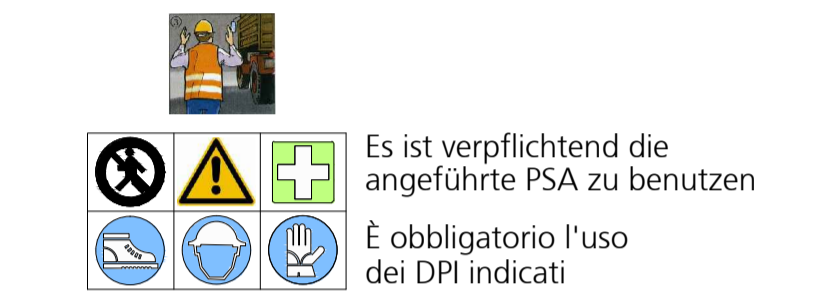 Es ist verpflichtend die
angeführte PSA zu benutzen
È obbligatorio l'uso
dei DPI indicati